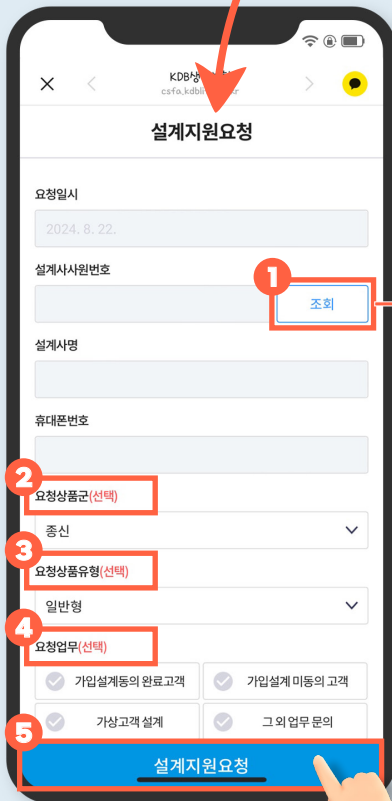 KDB생
csfa.kdbli
설계지원요청
요청일시
2024. 8. 22.
설계사사원번호
1
조회
설계사명
휴대폰번호
2
요청상품군(선택)
종신
3
요청상품유형(선택)
일반형
4
요청업무(선택)
가입설계동의 완료고객
가입설계 미동의 고객
가상고객 설계
그 외 업무 문의
5
설계지원요청